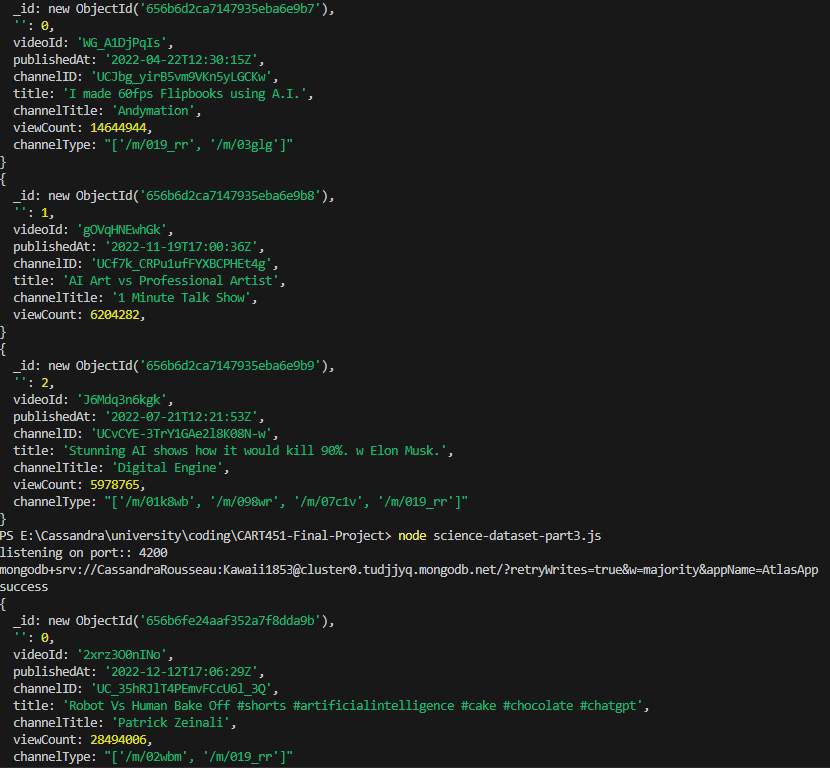 _id: new ObjectId('656b6d2ca7147935eba6e9b7'),
'': 0,
videoId: 'WG_A1DjPqIs',
publishedAt: '2022-04-22T12:30:15Z',
channelID: 'UCJbg_yirB5vm9VKn5yLGCKw',
title: 'I made 60fps Flipbooks using A.I.',
channelTitle: 'Andymation',
viewCount: 14644944,
channelType: "['/m/019_rr', '/m/03glg']"
}
{
_id: new ObjectId('656b6d2ca7147935eba6e9b8'),
'': 1,
videoId: 'gOVqHNEwhGk',
publishedAt: '2022-11-19T17:00:36Z',
channelID: 'UCf7k_CRPu1ufFYXBCPHEt4g',
title: 'AI Art vs Professional Artist',
channelTitle: '1 Minute Talk Show',
viewCount: 6204282,
}
{
_id: new ObjectId('656b6d2ca7147935eba6e9b9'),
'': 2,
videoId: 'J6Mdq3n6kgk',
publishedAt: '2022-07-21T12:21:53Z',
channelID: 'UCvCYE-3TrY1GAe2l8K08N-w',
title: 'Stunning AI shows how it would kill 90%. w Elon Musk.',
channelTitle: 'Digital Engine',
viewCount: 5978765,
channelType: "['/m/01k8wb', '/m/098wr', '/m/07c1v', '/m/019_rr']"
}
PS E:\Cassandra\university\coding\CART451-Final-Project> node science-dataset-part3.js
listening on port:: 4200
mongodb+srv://CassandraRousseau:Kawaii1853@cluster0.tudjjyq.mongodb.net/?retryWrites=true&w=majority&appName=AtlasApp
success
{
_id: new ObjectId('656b6fe24aaf352a7f8dda9b'),
'': 0,
videoId: '2xrz3O0nINo',
publishedAt: '2022-12-12T17:06:29Z',
channelID: 'UC_35hRJlT4PEmvFCcU6l_3Q',
title: 'Robot Vs Human Bake Off #shorts #artificialintelligence #cake #chocolate #chatgpt',
channelTitle: 'Patrick Zeinali',
viewCount: 28494006,
channelType: "['/m/02wbm', '/m/019_rr']"